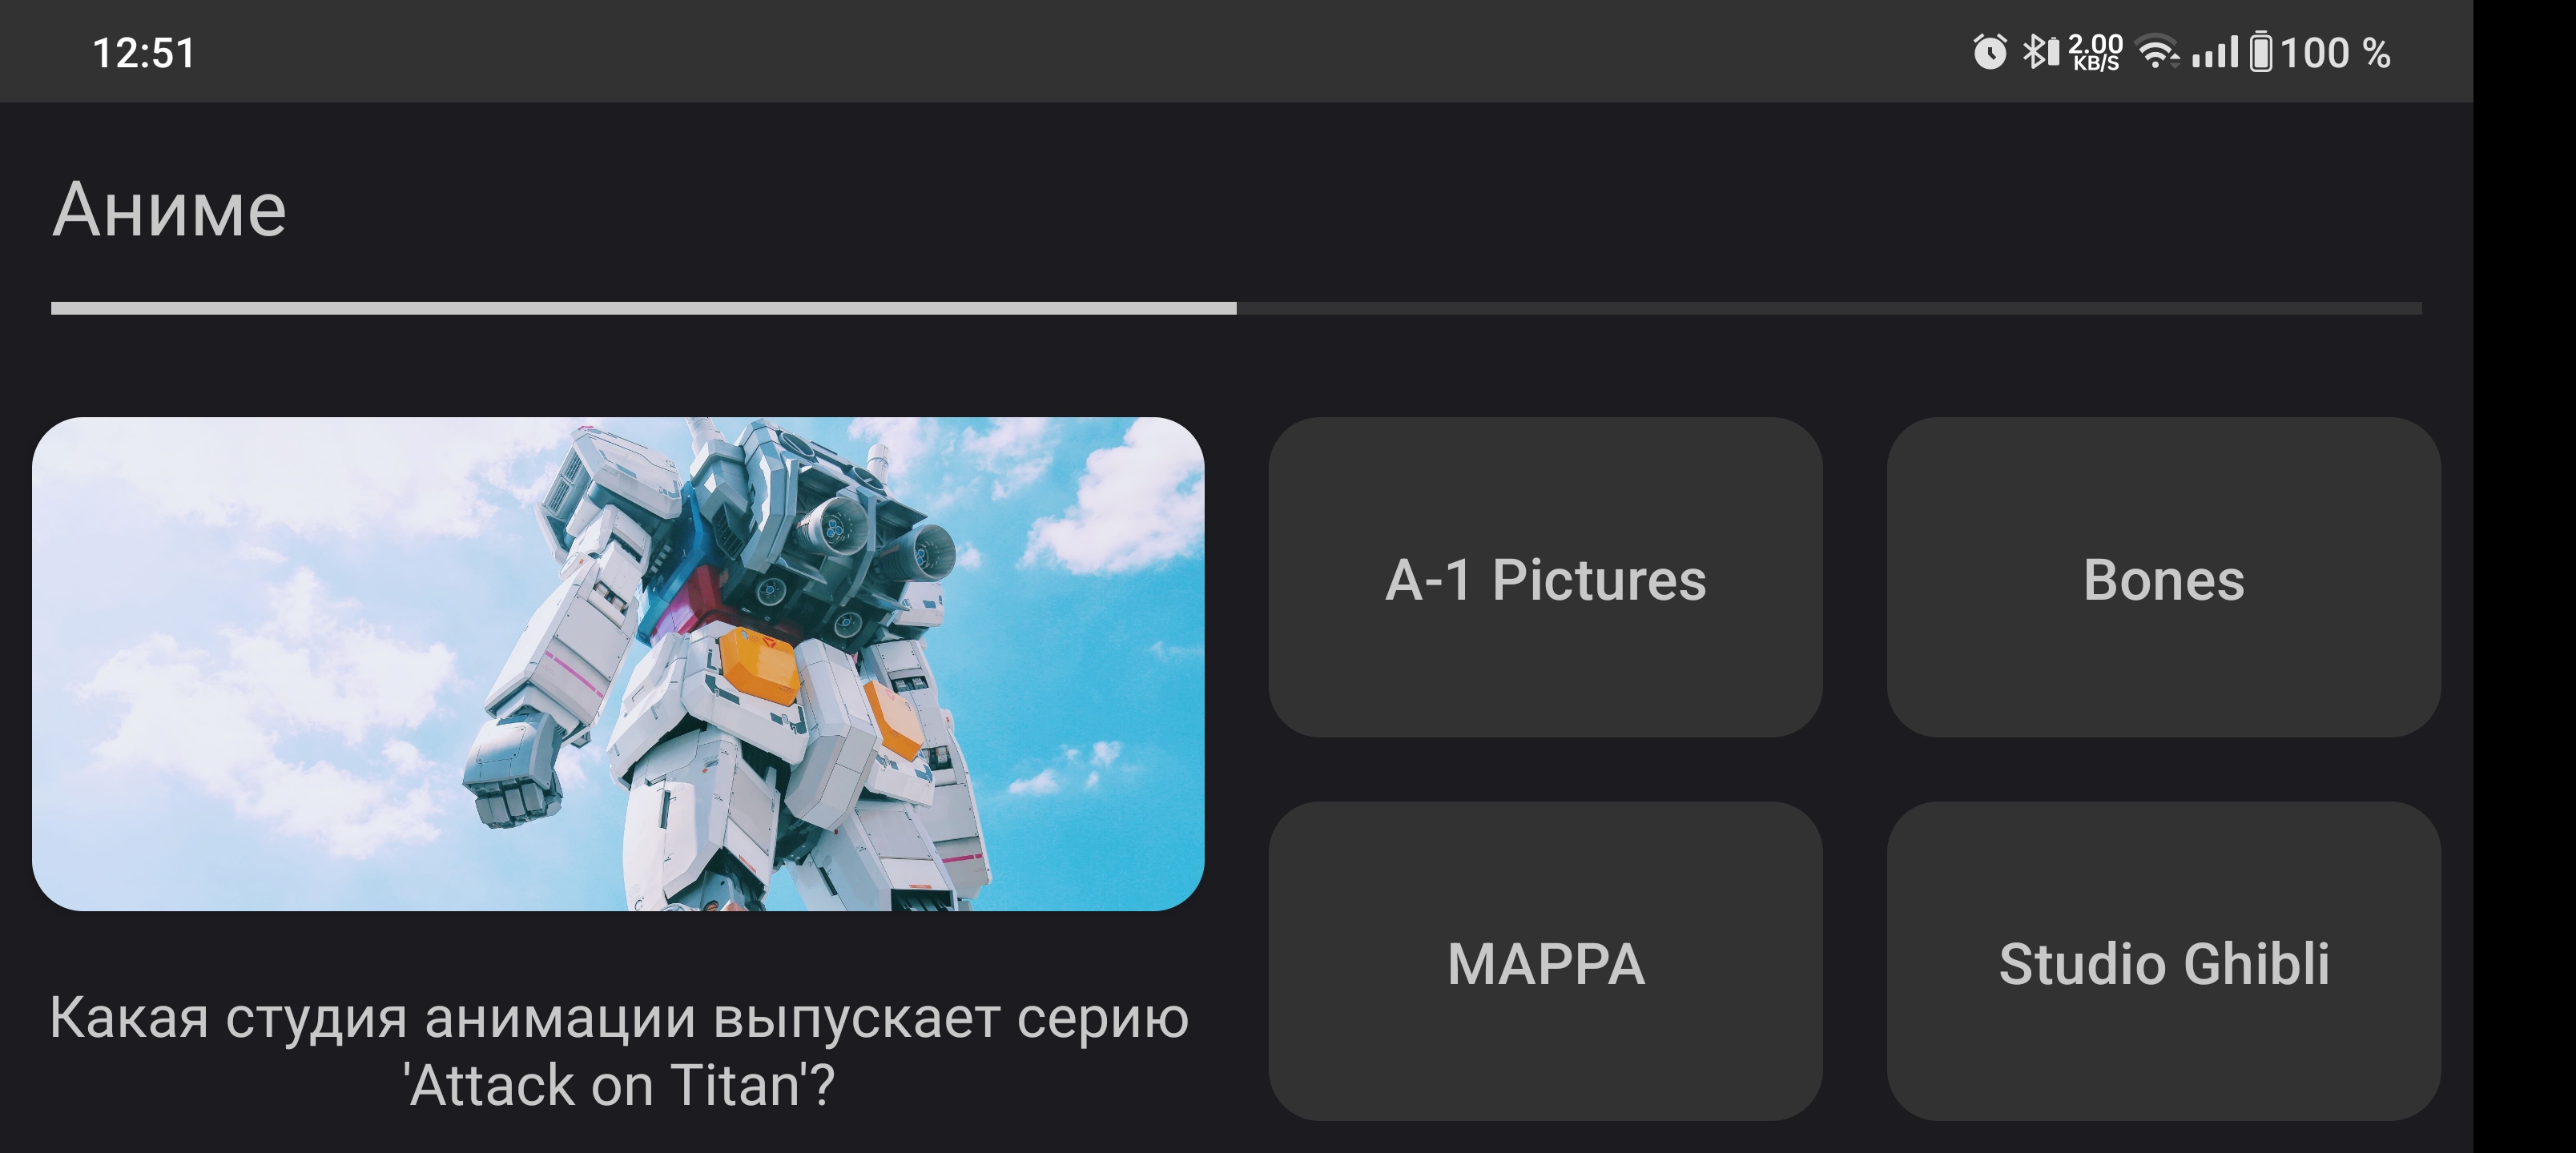 12:51
2.00
KB/S
100 %
Аниме
A-1 Pictures
Bones
MAPPA
Studio Ghibli
Какая студия анимации выпускает серию
'Attack on Titan'?